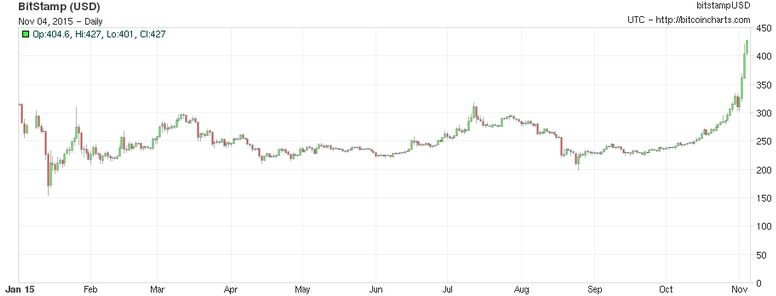 BitStamp (USD)
bitstampUSD
Nov 04, 2015 - Daily
UTC - http://bitcoincharts.com
Op:404.6, Hi:427, Lo:401, Cl:427
450
400
350
300
250
200
150
100
50
0
Jan 15 Feb Mar Apr May Jun Jul Aug Sep Oct Nov